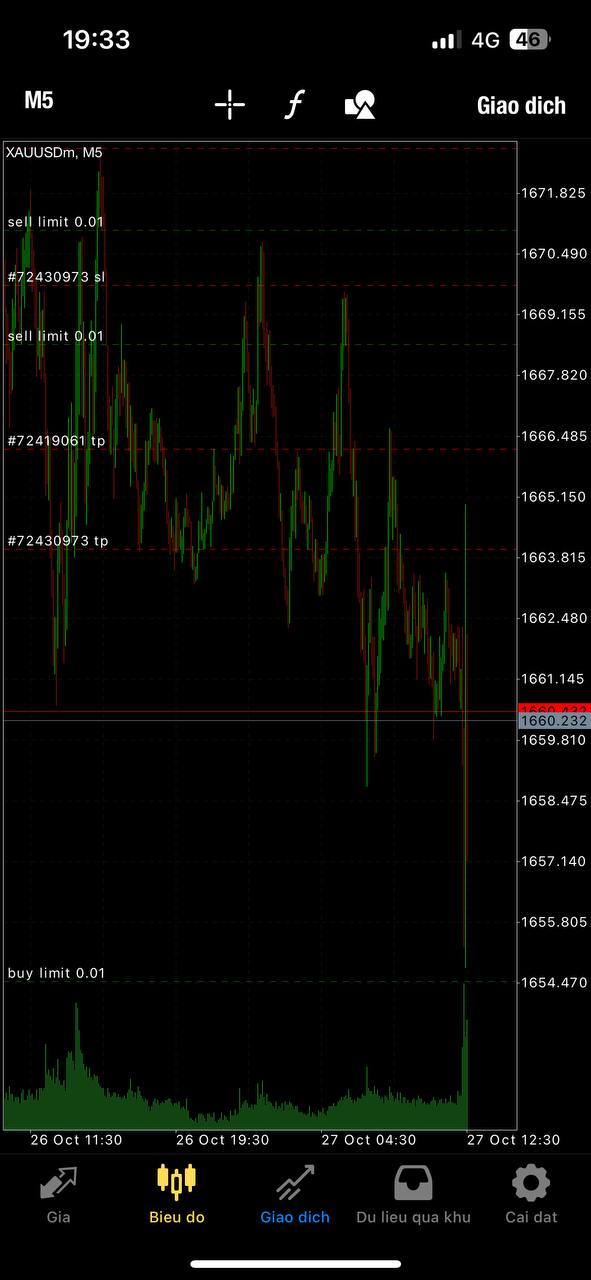 19:33
4G 46
M5
Giao dich
XAUUSDm, M5
1671.825
sell limit 0.01
1670.490
#72430973 sl
1669.155
sell limit 0.01
1667.820
#72419061 tp
1666.485
1665.150
#72430973 tp
1663.815
1662.480
1661.145
1660.432
1660.232
1659.810
1658.475
1657.140
1655.805
buy limit 0.01
1654.470
26 Oct 11:30
26 Oct 19:30
27 Oct 04:30
27 Oct 12:30
Gia
Bieu do
Giao dich
Du lieu qua khu
Cai dat